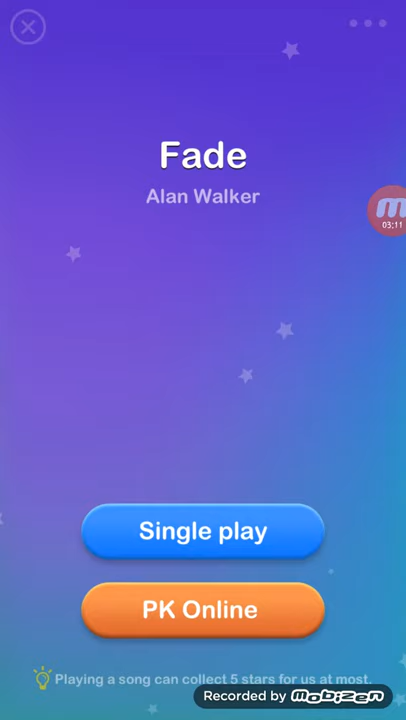 Fade
Alan Walker
03:11
Single play
PK Online
Playing a song can collect 5 stars for us at most.
Recorded by mobizen